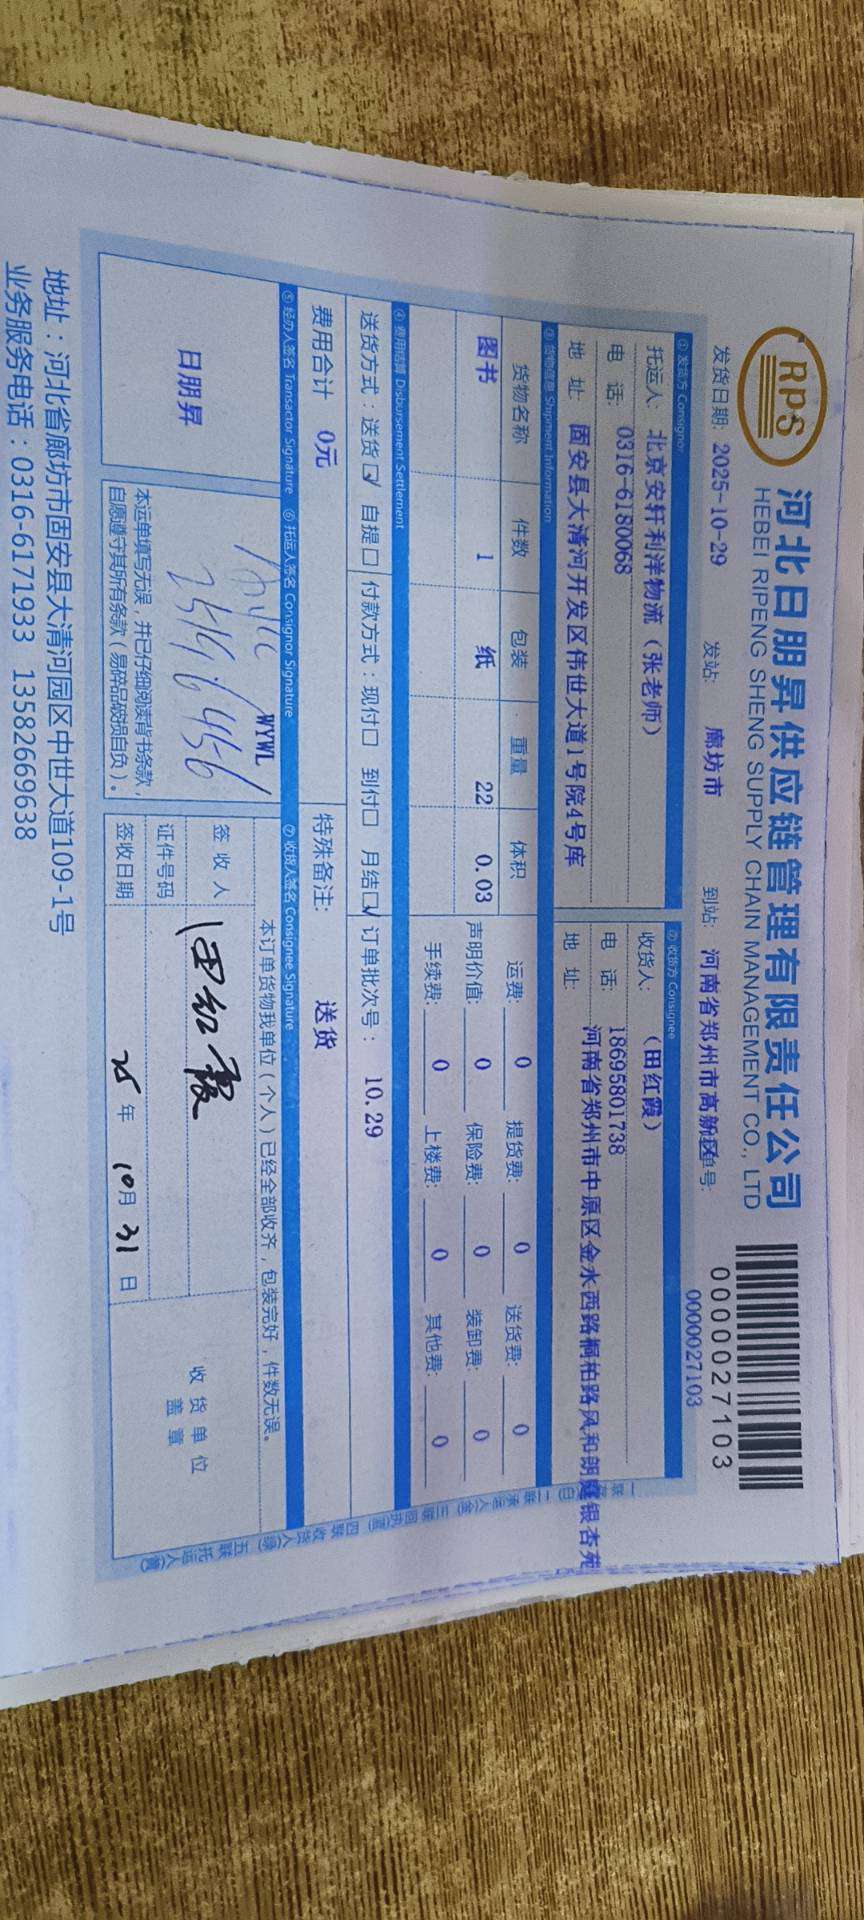 RPS
河北日朋昇供应链管理有限责任公司
HEBEI RIPENG SHENG SUPPLY CHAIN MANAGEMENT CO., LTD
0000027103
发货日期: 2025-10-29 发站: 廊坊市 到站: 河南省郑州市高新区 单号: 0000027103
① 发货方 Consignor ② 收货方 Consignee
托运人: 北京安轩利洋物流 (张老师) 收货人: (田红霞)
电 话: 0316-6180068 电 话: 18695801738
地 址: 固安县大清河开发区伟世大道1号院4号库 地 址: 河南省郑州市中原区金水西路桐柏路风和朗庭银杏苑
③ 货物信息 Shipment Information
货物名称 件数 包装 重量 体积 运费: 0 提货费: 0 送货费: 0
图书 1 纸 22 0.03 声明价值: 0 保险费: 0 装卸费: 0
手续费: 0 上楼费: 0 其他费: 0
④ 费用结算 Disbursement Settlement
送货方式：送货☑ 自提□ 付款方式：现付□ 到付□ 月结☑ 订单批次号： 10.29
费用合计 0元 特殊备注: 送货
⑤ 经办人签名 Transactor Signature ⑥ 托运人签名 Consignor Signature ⑦ 收货人签名 Consignee Signature
日朋昇
WYWL
本运单填写无误，并已仔细阅读背书条款，
自愿遵守其所有条款（易碎品破损自负）。
本订单货物我单位(个人)已经全部收齐，包装完好，件数无误。
签 收 人 田红霞
证件号码
签收日期 25 年 10 月 31 日
收 货 单 位
盖 章
地址：河北省廊坊市固安县大清河园区中世大道109-1号
业务服务电话：0316-6171933 13582669638